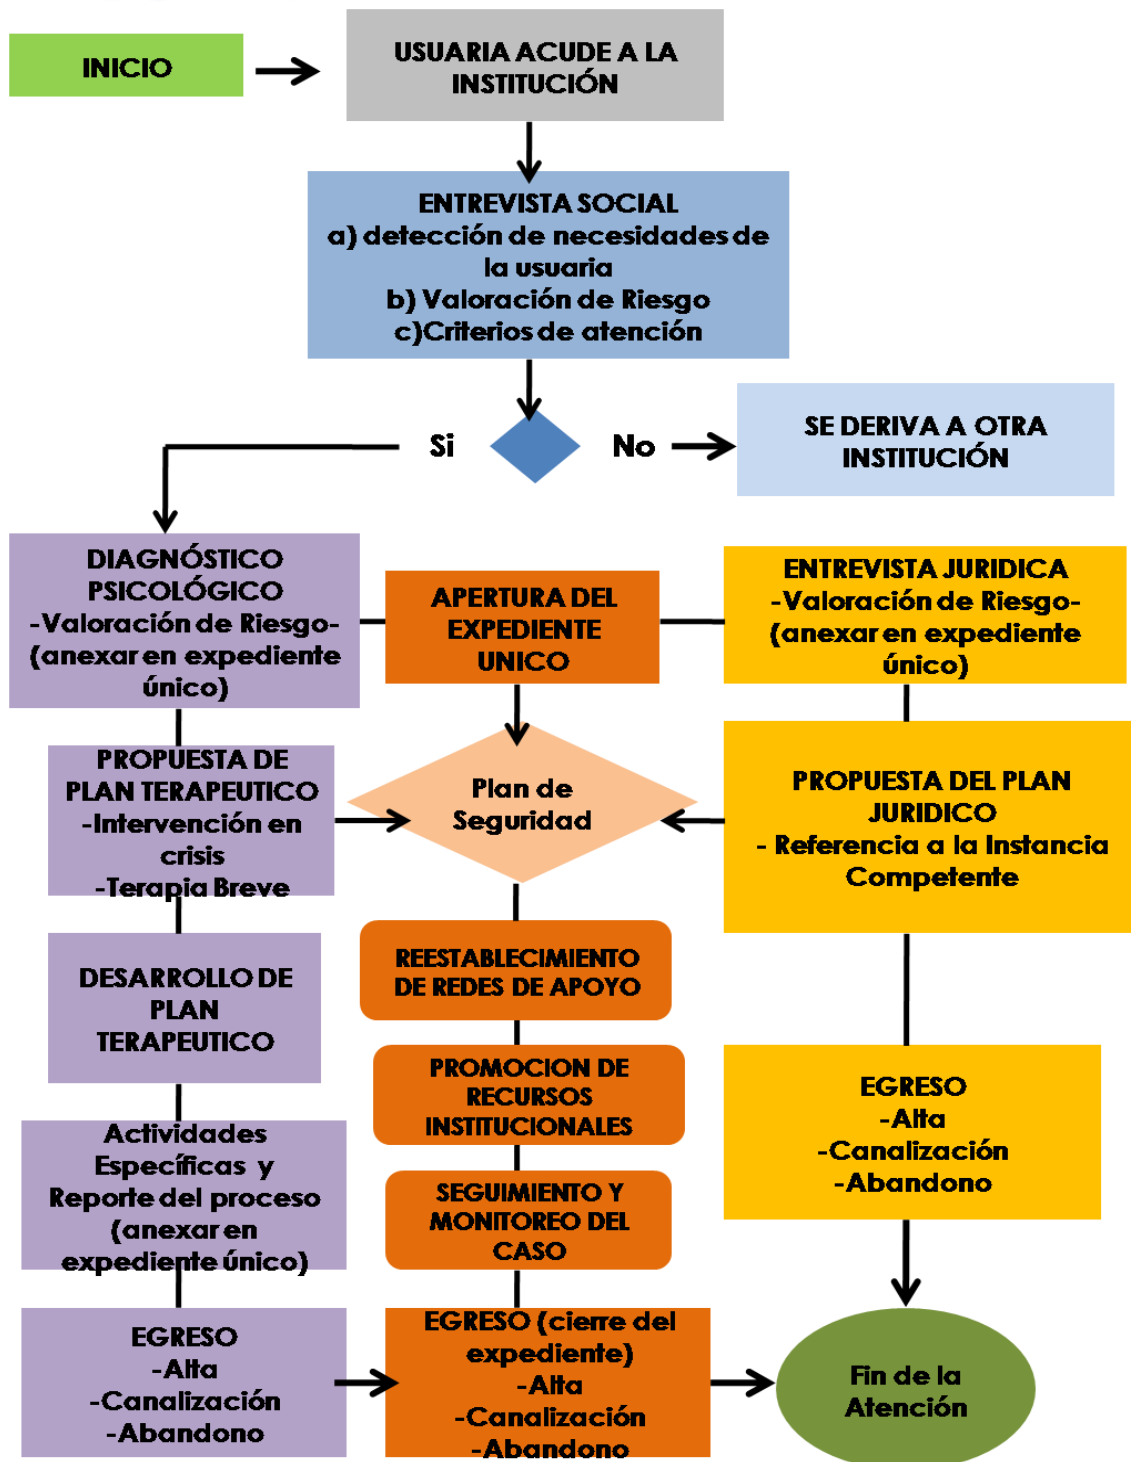 INICIO
USUARIA ACUDE A LA
INSTITUCIÓN
ENTREVISTA SOCIAL
a) detección de necesidades de
la usuaria
b) Valoración de Riesgo
c)Criterios de atención
Si
No
SE DERIVA A OTRA
INSTITUCIÓN
DIAGNÓSTICO
PSICOLÓGICO
-Valoración de Riesgo-
(anexar en expediente
único)
APERTURA DEL
EXPEDIENTE
UNICO
ENTREVISTA JURIDICA
-Valoración de Riesgo-
(anexar en expediente
único)
PROPUESTA DE
PLAN TERAPEUTICO
-Intervención en
crisis
-Terapia Breve
Plan de
Seguridad
PROPUESTA DEL PLAN
JURIDICO
- Referencia a la Instancia
Competente
DESARROLLO DE
PLAN
TERAPEUTICO
REESTABLECIMIENTO
DE REDES DE APOYO
PROMOCION DE
RECURSOS
INSTITUCIONALES
EGRESO
-Alta
-Canalización
-Abandono
Actividades
Específicas y
Reporte del proceso
(anexar en
expediente único)
SEGUIMIENTO Y
MONITOREO DEL
CASO
EGRESO
-Alta
-Canalización
-Abandono
EGRESO (cierre del
expediente)
-Alta
-Canalización
-Abandono
Fin de la
Atención